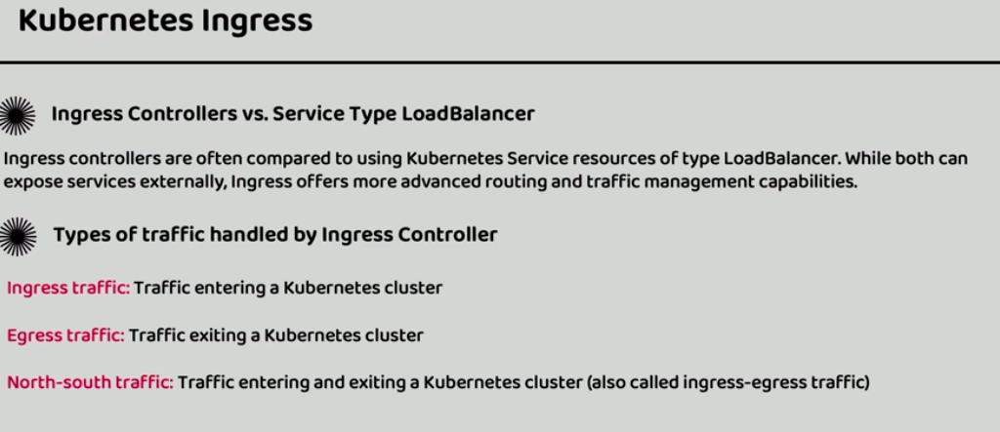 Kubernetes Ingress
Ingress Controllers vs. Service Type LoadBalancer
Ingress controllers are often compared to using Kubernetes Service resources of type LoadBalancer. While both can
expose services externally, Ingress offers more advanced routing and traffic management capabilities.
Types of traffic handled by Ingress Controller
Ingress traffic: Traffic entering a Kubernetes cluster
Egress traffic: Traffic exiting a Kubernetes cluster
North-south traffic: Traffic entering and exiting a Kubernetes cluster (also called ingress-egress traffic)